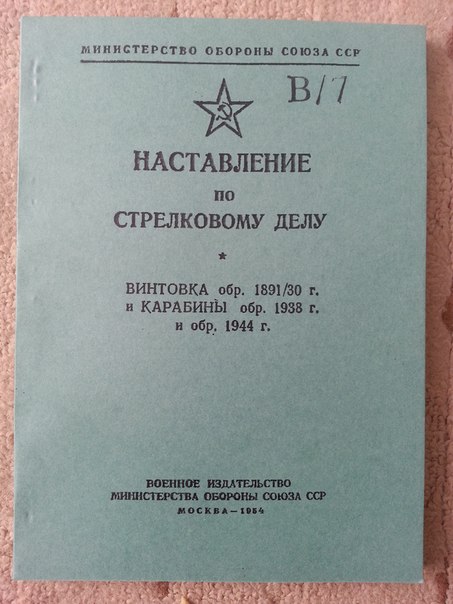 МИНИСТЕРСТВО ОБОРОНЫ СОЮЗА ССР
В/7
НАСТАВЛЕНИЕ
ПО
СТРЕЛКОВОМУ ДЕЛУ
*
ВИНТОВКА обр. 1891/30 г.
и КАРАБИНЫ обр. 1938 г.
и обр. 1944 г.
ВОЕННОЕ ИЗДАТЕЛЬСТВО
МИНИСТЕРСТВА ОБОРОНЫ СОЮЗА ССР
МОСКВА—1954